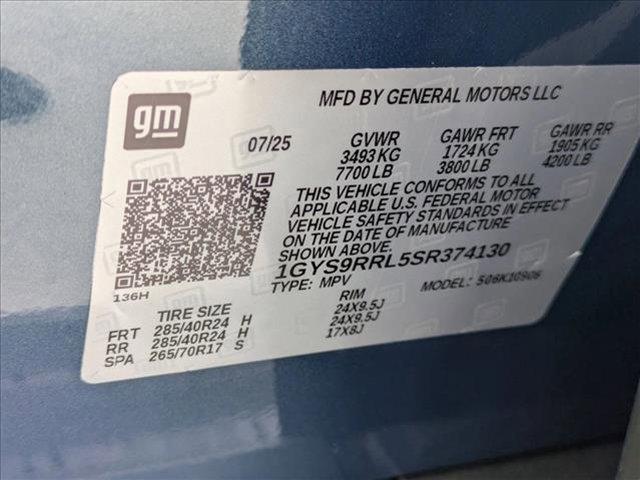 gm
MFD BY GENERAL MOTORS LLC
07/25 GVWR GAWR FRT GAWR RR
3493 KG 1724 KG 1905 KG
7700 LB 3800 LB 4200 LB
THIS VEHICLE CONFORMS TO ALL
APPLICABLE U.S. FEDERAL MOTOR
VEHICLE SAFETY STANDARDS IN EFFECT
ON THE DATE OF MANUFACTURE
SHOWN ABOVE.
1GYS9RRL5SR374130
TYPE: MPV MODEL: 506K10906
136H
TIRE SIZE RIM
FRT 285/40R24 H 24X9.5J
RR 285/40R24 H 24X9.5J
SPA 265/70R17 S 17X8J